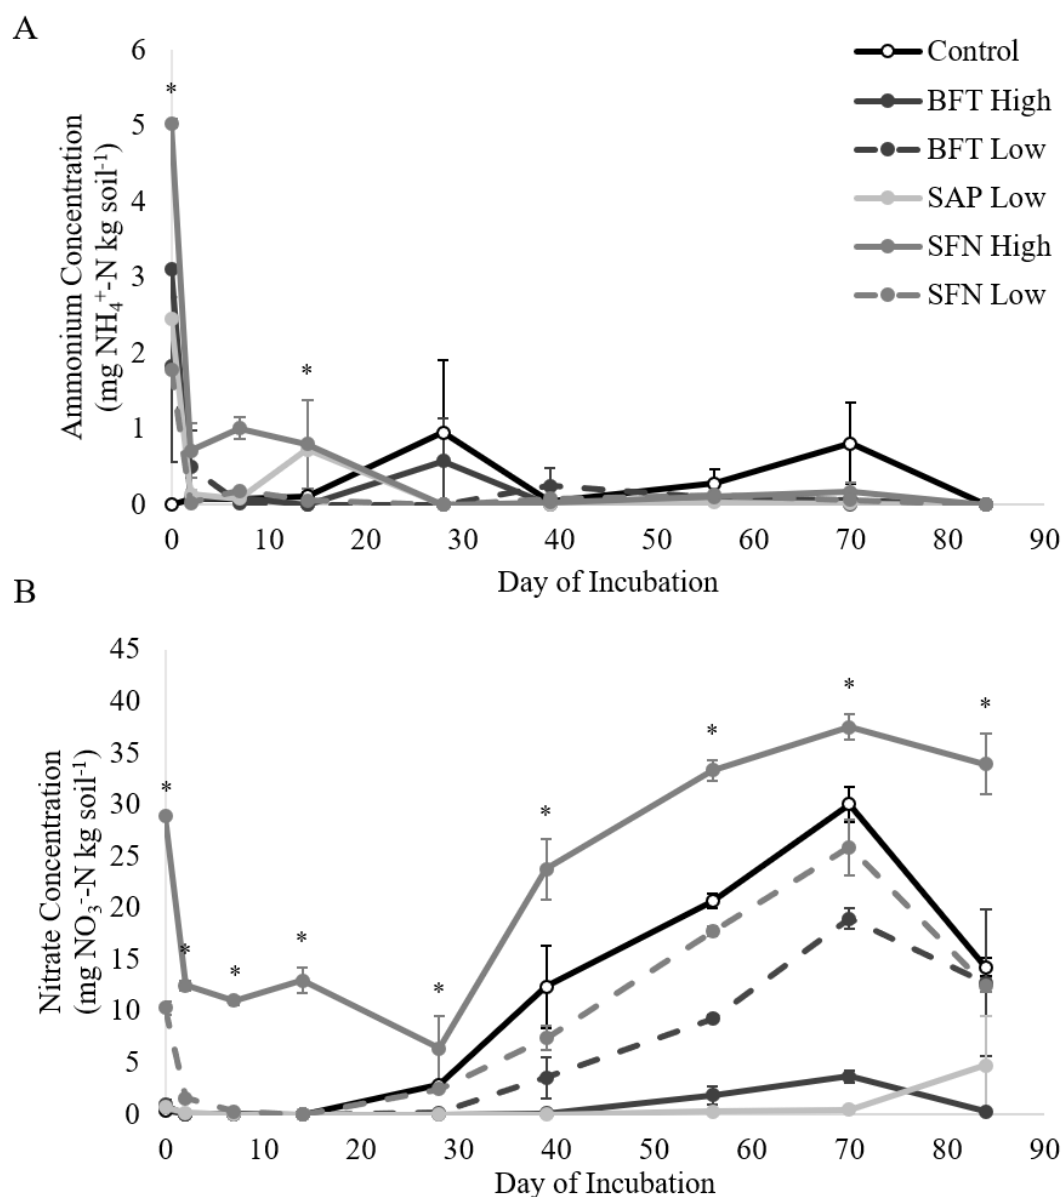 A
6
5
4
3
2
1
0
Ammonium Concentration
(mg NH₄⁺-N kg soil⁻¹)
*
*
Control
BFT High
BFT Low
SAP Low
SFN High
SFN Low
0 10 20 30 40 50 60 70 80 90
Day of Incubation
B
45
40
35
30
25
20
15
10
5
0
Nitrate Concentration
(mg NO₃⁻-N kg soil⁻¹)
*
*
*
*
*
*
*
*
*
0 10 20 30 40 50 60 70 80 90
Day of Incubation